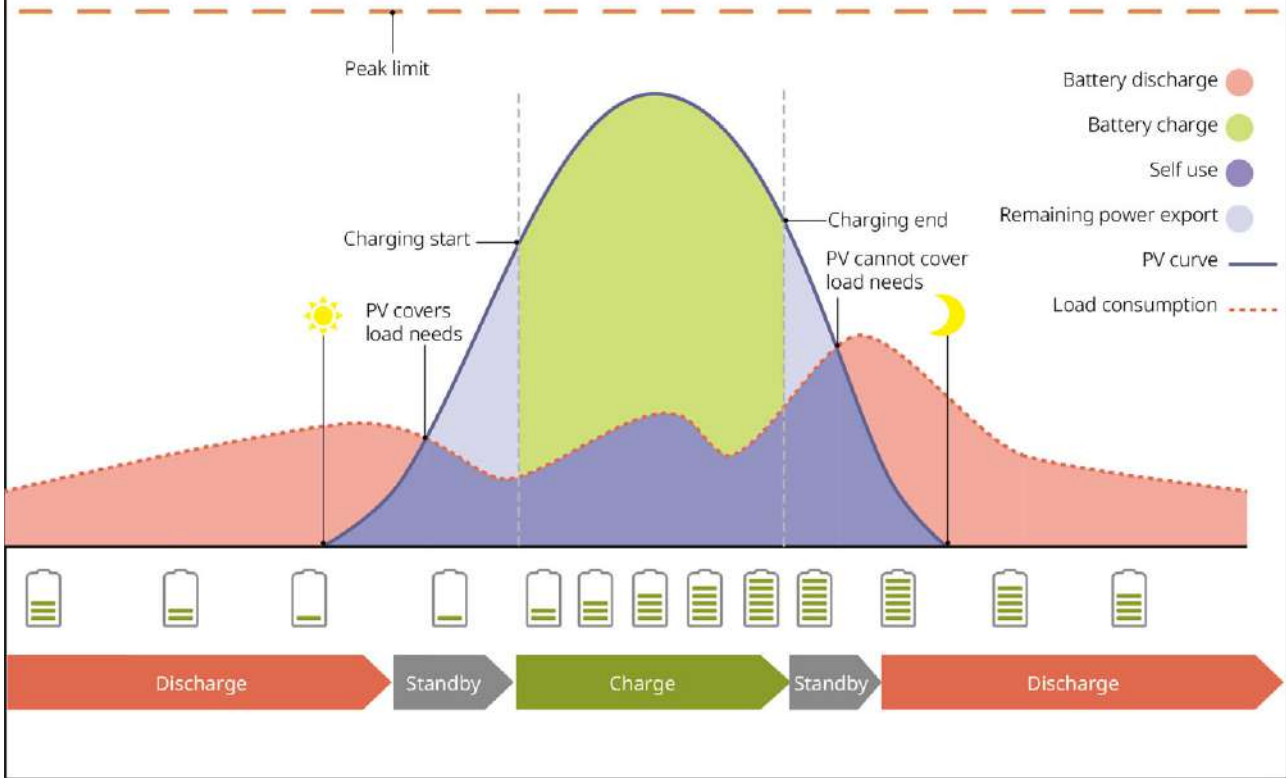 Peak limit
Battery discharge
Battery charge
Self use
Remaining power export
PV curve
Load consumption
Charging start
Charging end
PV cannot cover
load needs
PV covers
load needs
Discharge
Standby
Charge
Standby
Discharge